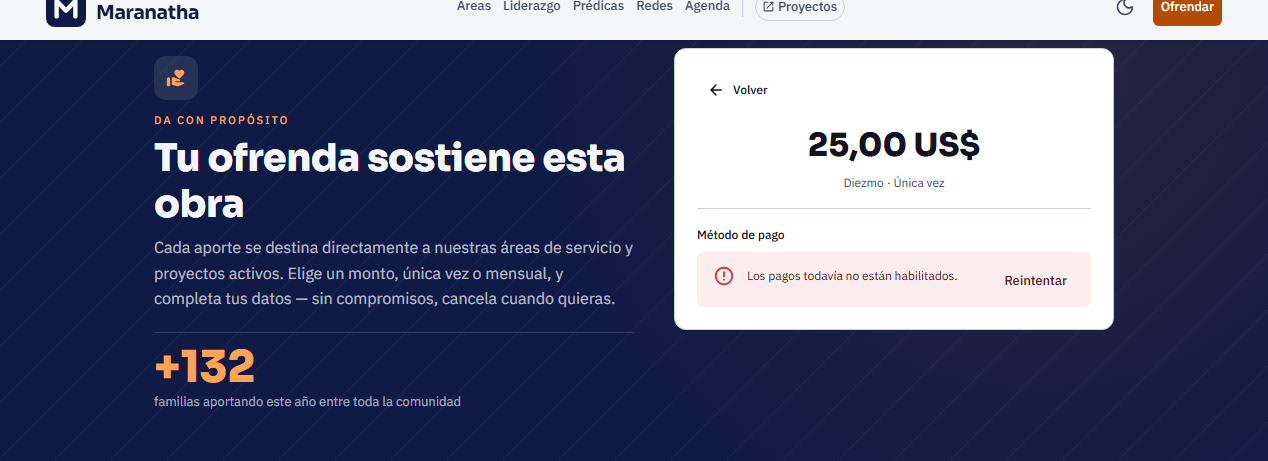 Maranatha
Áreas Liderazgo Prédicas Redes Agenda Proyectos Ofrendar
DA CON PROPÓSITO
Tu ofrenda sostiene esta
obra
Cada aporte se destina directamente a nuestras áreas de servicio y
proyectos activos. Elige un monto, única vez o mensual, y
completa tus datos — sin compromisos, cancela cuando quieras.
+132
familias aportando este año entre toda la comunidad
Volver
25,00 US$
Diezmo · Única vez
Método de pago
Los pagos todavía no están habilitados.
Reintentar